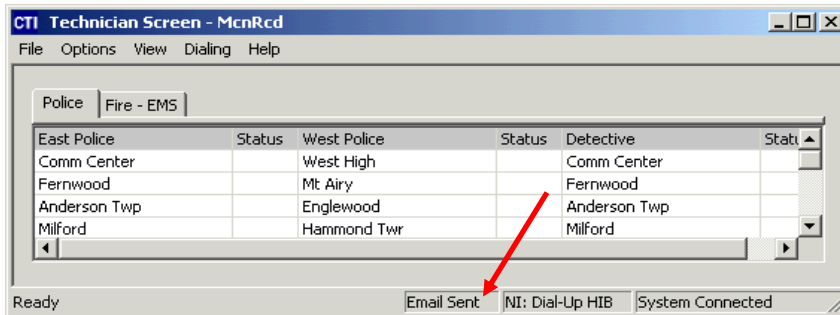 CTI Technician Screen - McnRcd
File Options View Dialing Help
Police Fire - EMS
East Police Status West Police Status Detective Statu
Comm Center West High Comm Center
Fernwood Mt Airy Fernwood
Anderson Twp Englewood Anderson Twp
Milford Hammond Twr Milford
Ready Email Sent NI: Dial-Up HIB System Connected